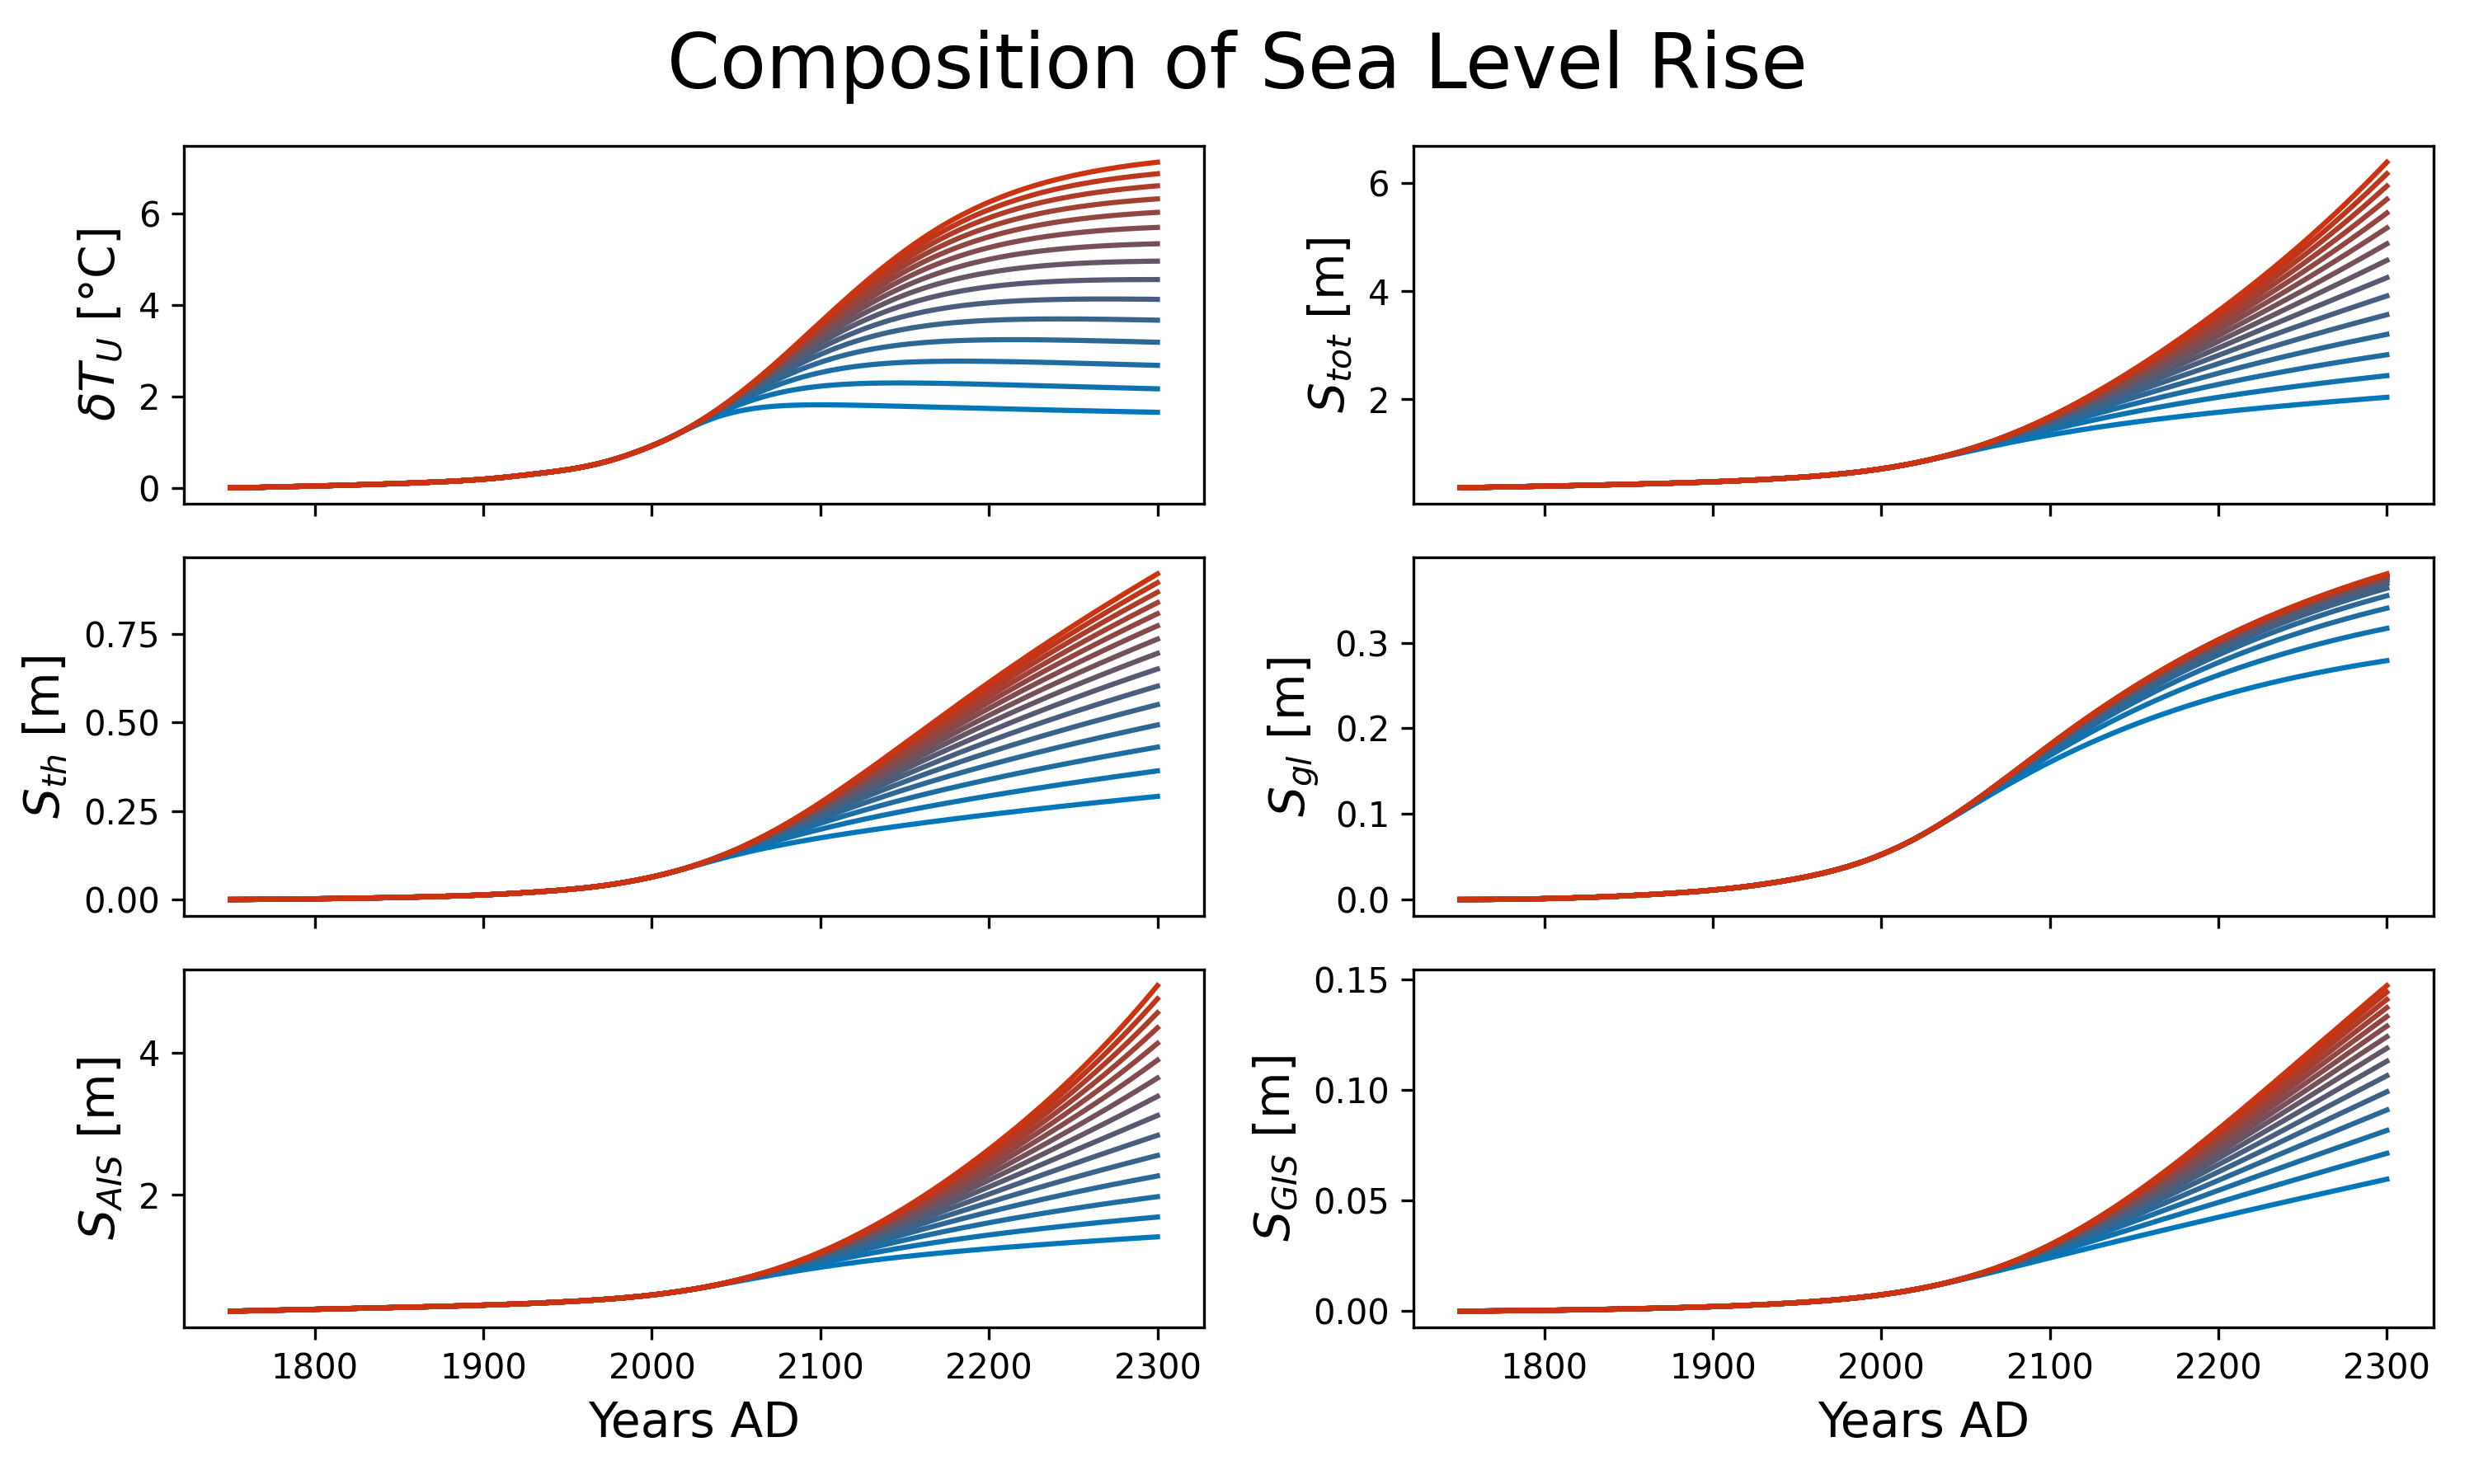 Composition of Sea Level Rise
δT_U [°C]
6
4
2
0
S_tot [m]
6
4
2
S_th [m]
0.75
0.50
0.25
0.00
S_gl [m]
0.3
0.2
0.1
0.0
S_AIS [m]
4
2
1800 1900 2000 2100 2200 2300
Years AD
S_GIS [m]
0.15
0.10
0.05
0.00
1800 1900 2000 2100 2200 2300
Years AD